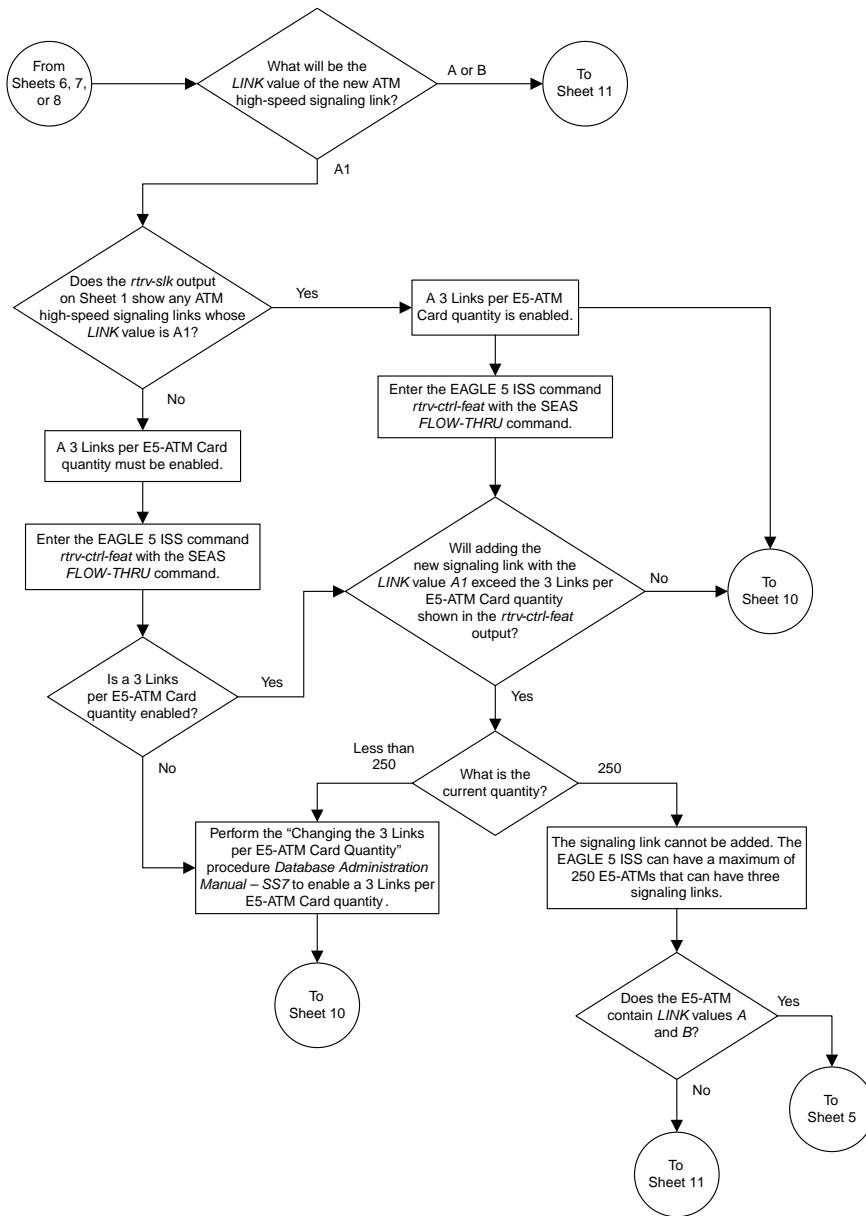 From
Sheets 6, 7,
or 8
What will be the
LINK value of the new ATM
high-speed signaling link?
A or B
To
Sheet 11
A1
Does the rtrv-slk output
on Sheet 1 show any ATM
high-speed signaling links whose
LINK value is A1?
Yes
A 3 Links per E5-ATM
Card quantity is enabled.
No
Enter the EAGLE 5 ISS command
rtrv-ctrl-feat with the SEAS
FLOW-THRU command.
A 3 Links per E5-ATM Card
quantity must be enabled.
Enter the EAGLE 5 ISS command
rtrv-ctrl-feat with the SEAS
FLOW-THRU command.
Will adding the
new signaling link with the
LINK value A1 exceed the 3 Links per
E5-ATM Card quantity
shown in the rtrv-ctrl-feat
output?
No
To
Sheet 10
Is a 3 Links
per E5-ATM Card
quantity enabled?
Yes
Yes
No
Less than
250
What is the
current quantity?
250
Perform the “Changing the 3 Links
per E5-ATM Card Quantity”
procedure Database Administration
Manual – SS7 to enable a 3 Links per
E5-ATM Card quantity.
The signaling link cannot be added. The
EAGLE 5 ISS can have a maximum of
250 E5-ATMs that can have three
signaling links.
To
Sheet 10
Does the E5-ATM
contain LINK values A
and B?
Yes
No
To
Sheet 5
To
Sheet 11